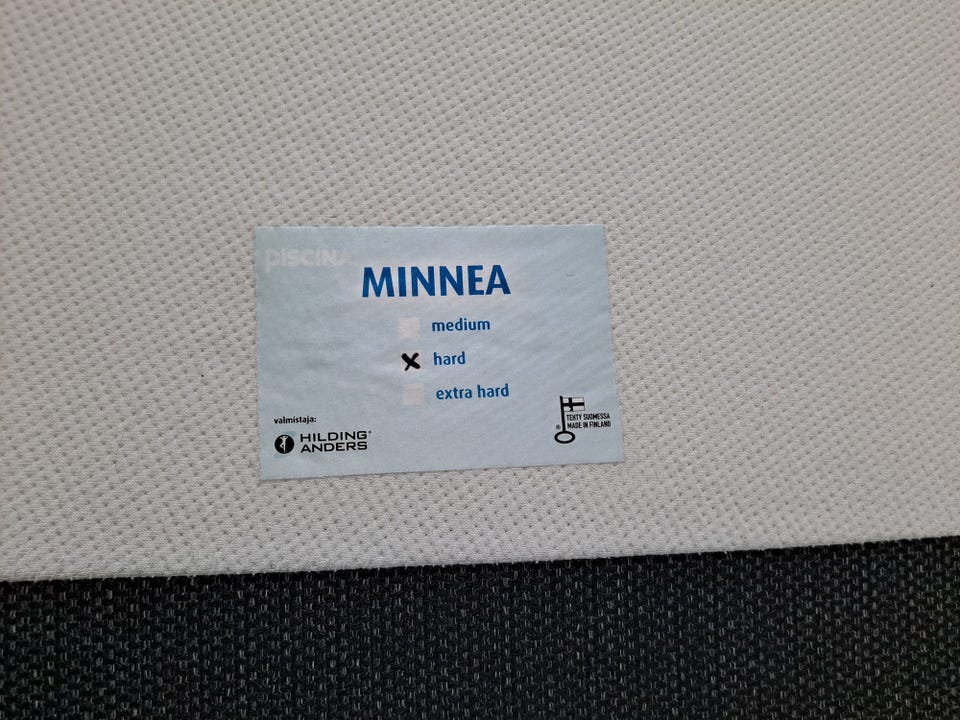 PISCINA
MINNEA
medium
hard
extra hard
valmistaja:
HILDING®
ANDERS
TEHTY SUOMESSA
MADE IN FINLAND